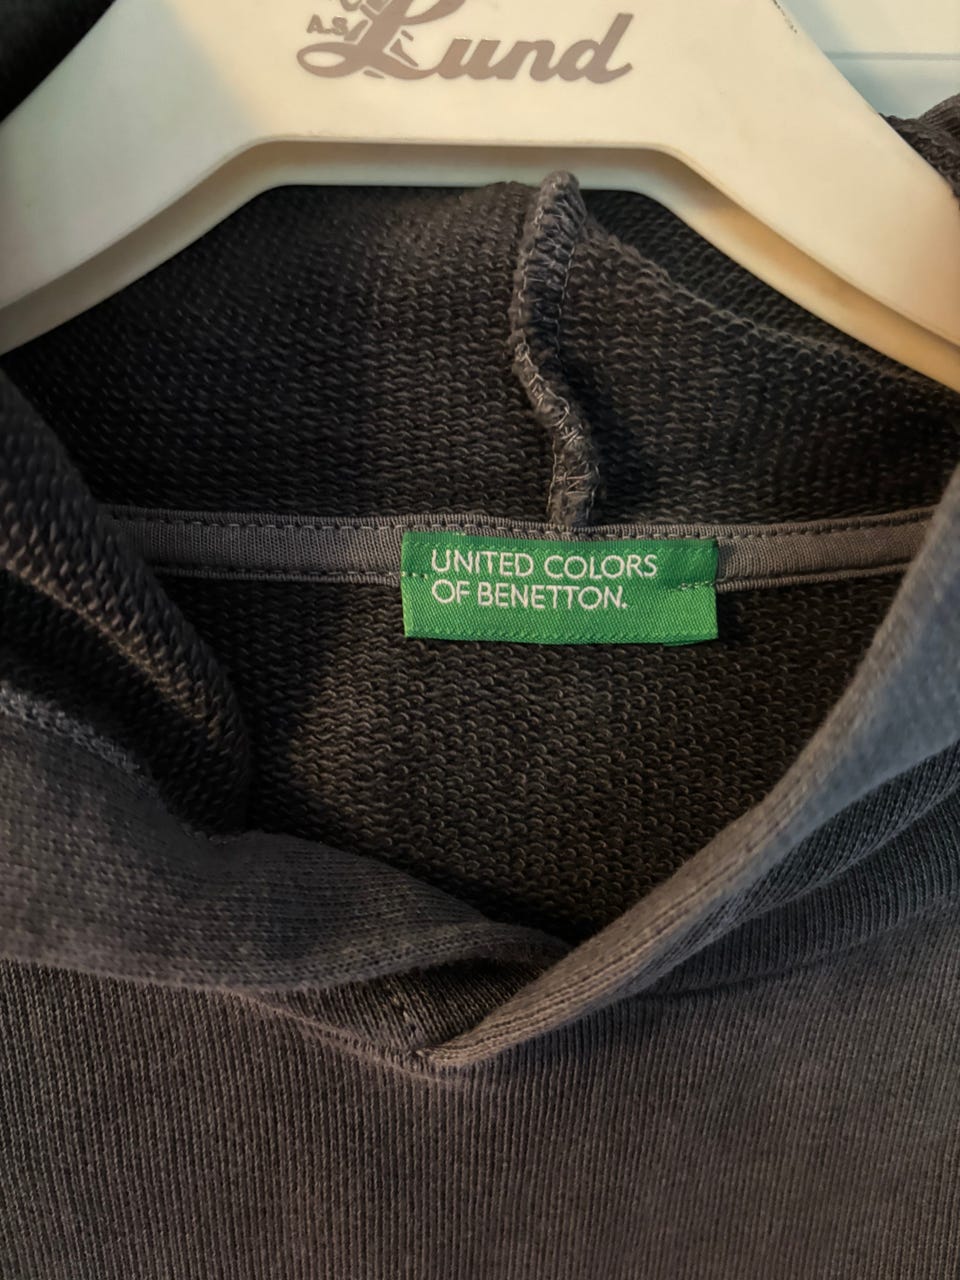 A.S
Lund
UNITED COLORS
OF BENETTON.